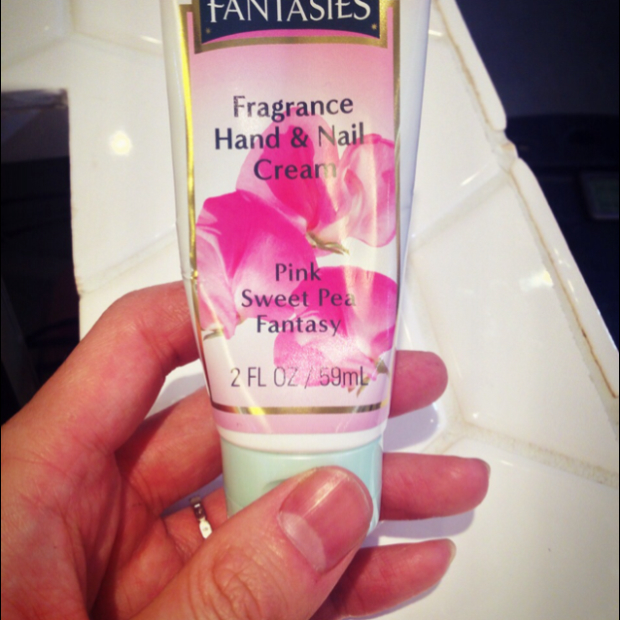 FANTASIES
Fragrance
Hand & Nail
Cream
Pink
Sweet Pea
Fantasy
2 FL OZ / 59mL